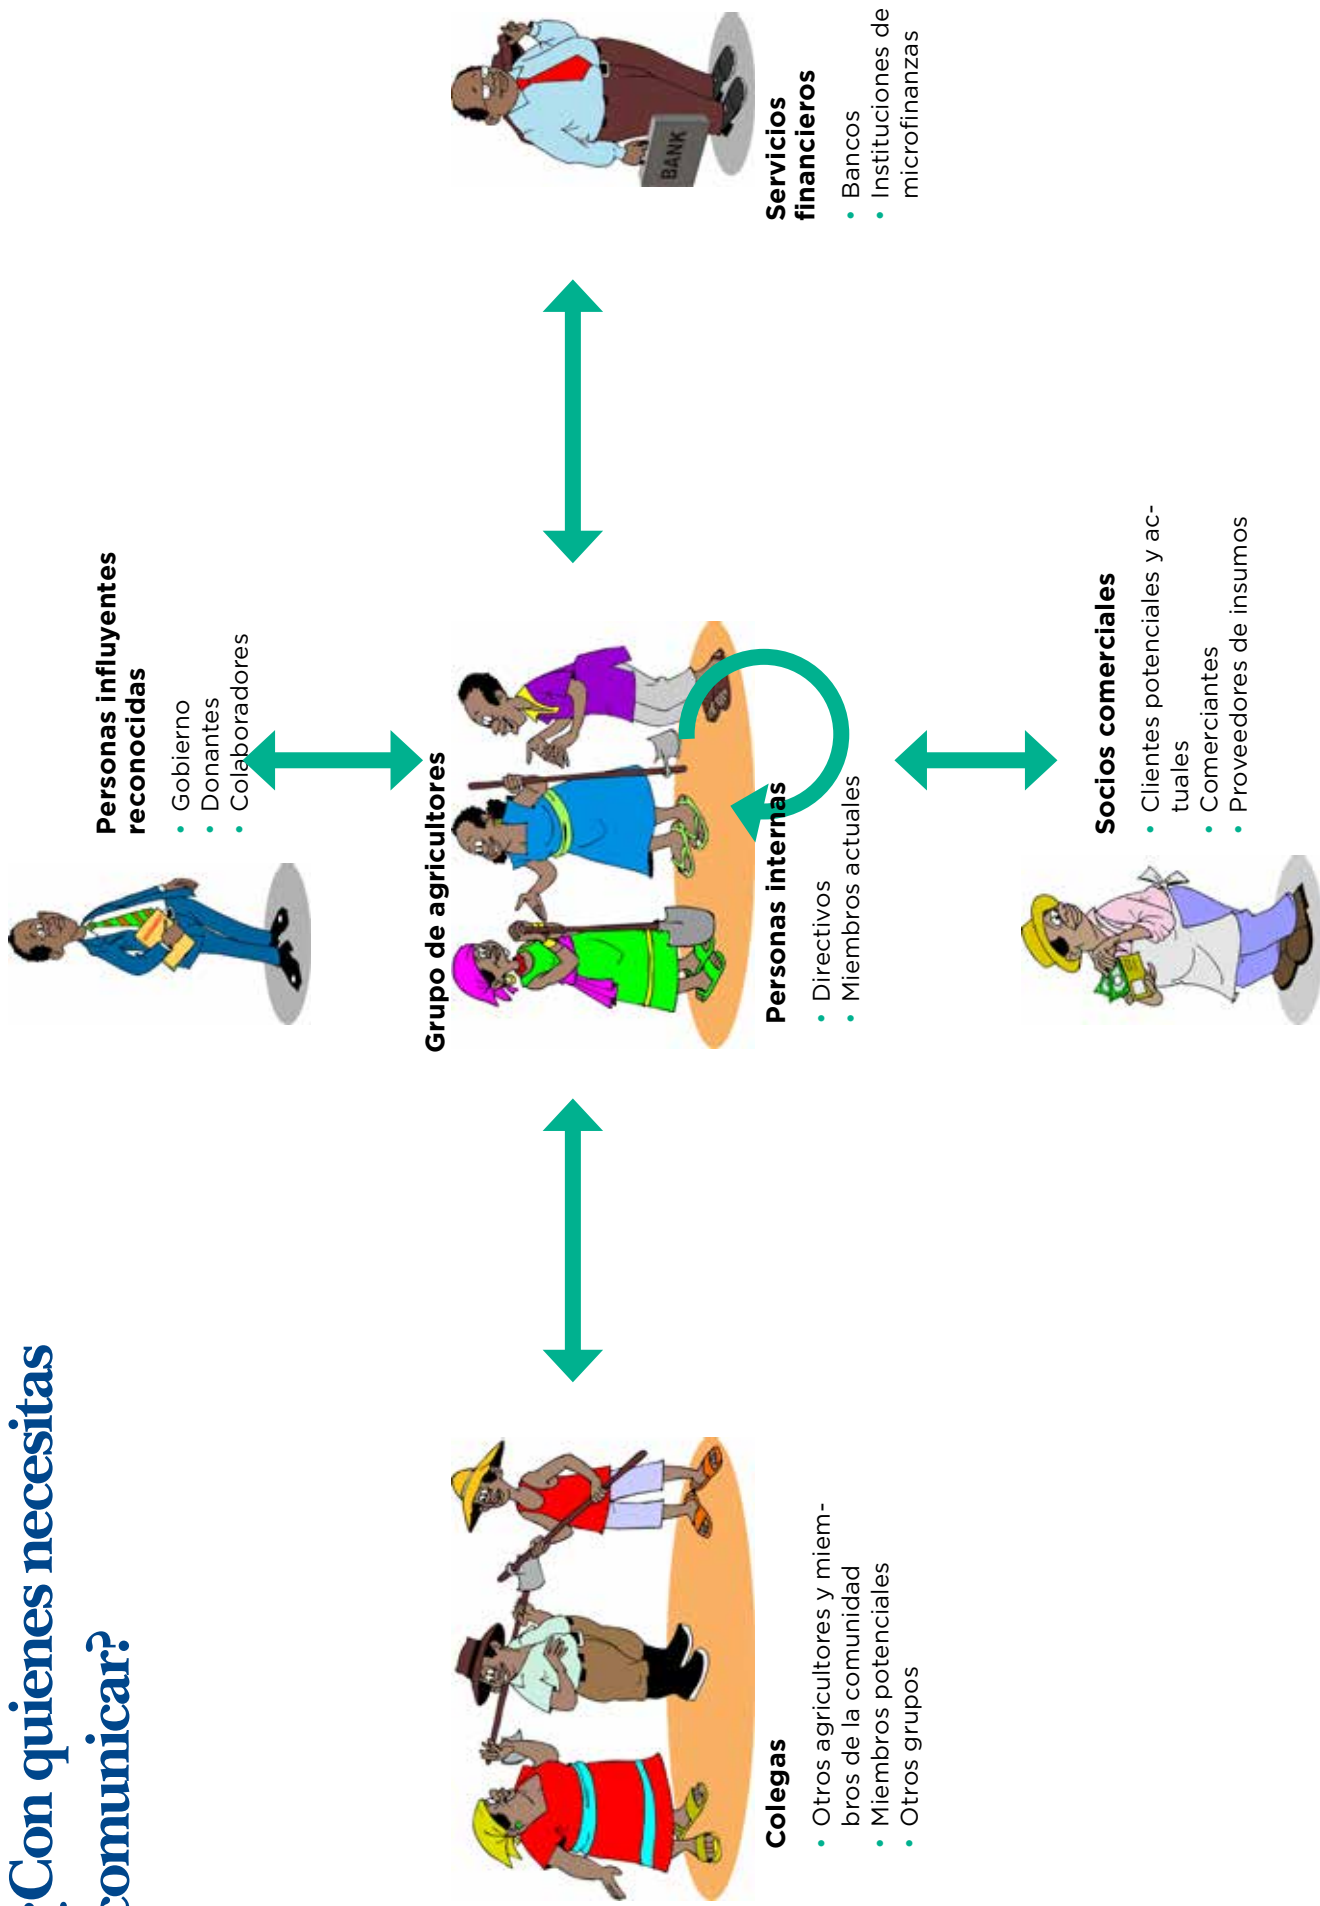 ¿Con quienes necesitas
comunicar?
Personas influyentes
reconocidas
• Gobierno
• Donantes
• Colaboradores
Grupo de agricultores
Personas internas
• Directivos
• Miembros actuales
Colegas
• Otros agricultores y miem-
bros de la comunidad
• Miembros potenciales
• Otros grupos
Servicios
financieros
• Bancos
• Instituciones de
microfinanzas
BANK
Socios comerciales
• Clientes potenciales y ac-
tuales
• Comerciantes
• Proveedores de insumos